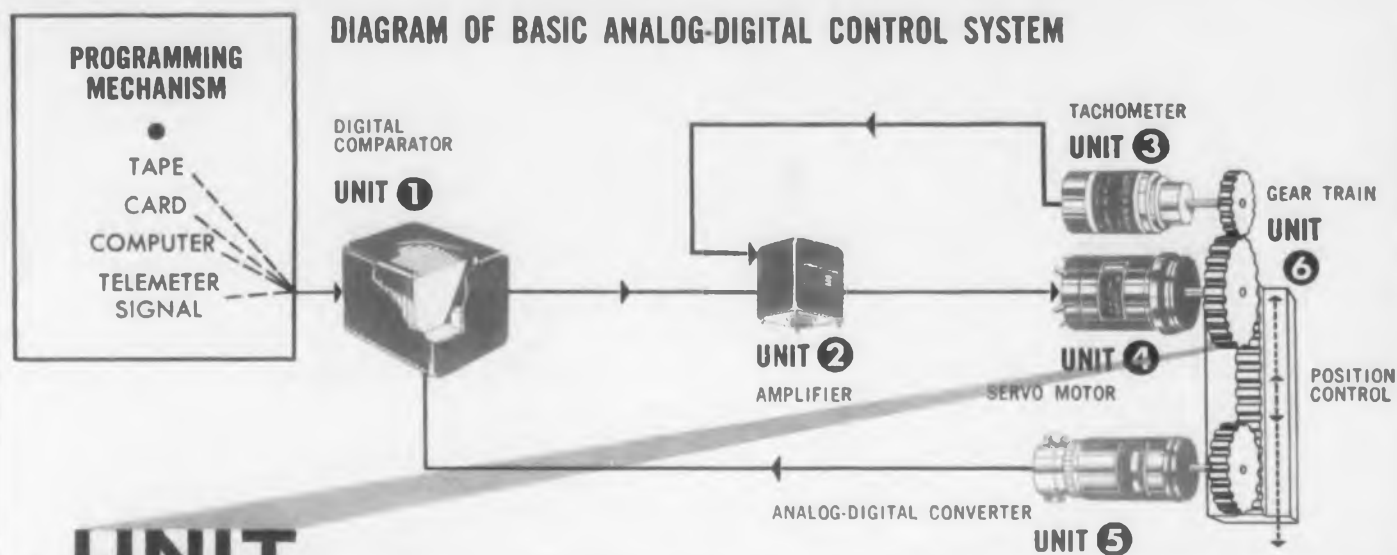 DIAGRAM OF BASIC ANALOG-DIGITAL CONTROL SYSTEM
PROGRAMMING
MECHANISM
TAPE
CARD
COMPUTER
TELEMETER
SIGNAL
DIGITAL
COMPARATOR
UNIT 1
UNIT 2
AMPLIFIER
TACHOMETER
UNIT 3
GEAR TRAIN
UNIT
6
UNIT 4
SERVO MOTOR
POSITION
CONTROL
ANALOG-DIGITAL CONVERTER
UNIT 5
UNIT